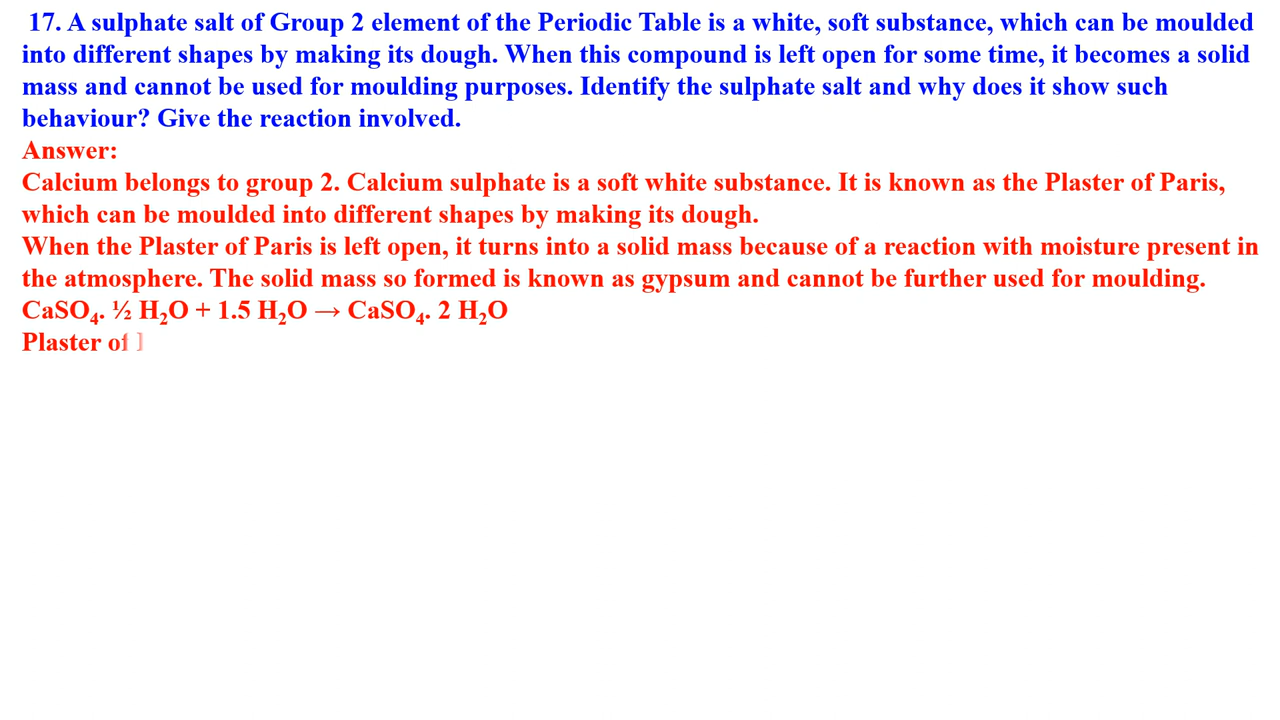 17. A sulphate salt of Group 2 element of the Periodic Table is a white, soft substance, which can be moulded
into different shapes by making its dough. When this compound is left open for some time, it becomes a solid
mass and cannot be used for moulding purposes. Identify the sulphate salt and why does it show such
behaviour? Give the reaction involved.
Answer:
Calcium belongs to group 2. Calcium sulphate is a soft white substance. It is known as the Plaster of Paris,
which can be moulded into different shapes by making its dough.
When the Plaster of Paris is left open, it turns into a solid mass because of a reaction with moisture present in
the atmosphere. The solid mass so formed is known as gypsum and cannot be further used for moulding.
CaSO₄. ½ H₂O + 1.5 H₂O → CaSO₄. 2 H₂O
Plaster of